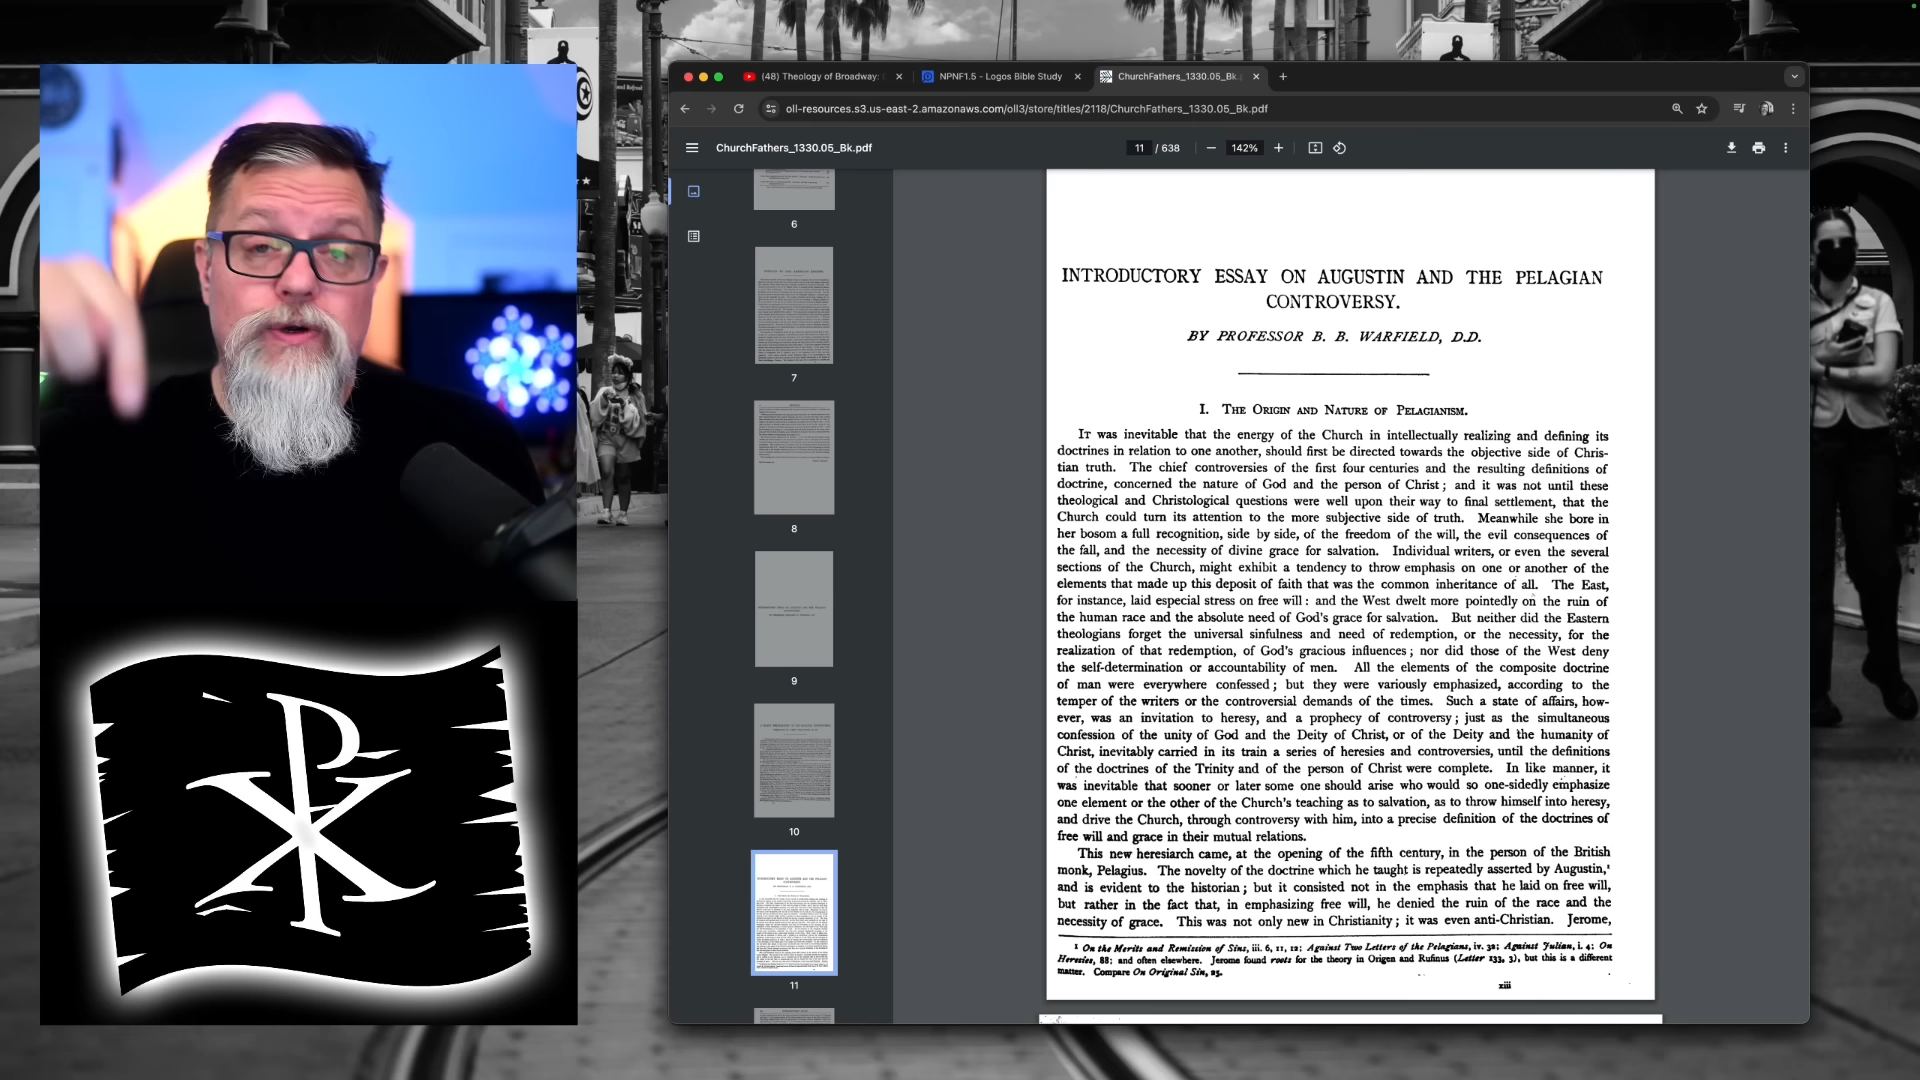 (48) Theology of Broadway:
NPNF1.5 - Logos Bible Study
ChurchFathers_1330.05_Bk.
oll-resources.s3.us-east-2.amazonaws.com/oll3/store/titles/2118/ChurchFathers_1330.05_Bk.pdf
ChurchFathers_1330.05_Bk.pdf
11 / 638
142%
6
7
8
9
10
11
INTRODUCTORY ESSAY ON AUGUSTIN AND THE PELAGIAN
CONTROVERSY.
BY PROFESSOR B. B. WARFIELD, D.D.
I. THE ORIGIN AND NATURE OF PELAGIANISM.
IT was inevitable that the energy of the Church in intellectually realizing and defining its
doctrines in relation to one another, should first be directed towards the objective side of Chris-
tian truth. The chief controversies of the first four centuries and the resulting definitions of
doctrine, concerned the nature of God and the person of Christ; and it was not until these
theological and Christological questions were well upon their way to final settlement, that the
Church could turn its attention to the more subjective side of truth. Meanwhile she bore in
her bosom a full recognition, side by side, of the freedom of the will, the evil consequences of
the fall, and the necessity of divine grace for salvation. Individual writers, or even the several
sections of the Church, might exhibit a tendency to throw emphasis on one or another of the
elements that made up this deposit of faith that was the common inheritance of all. The East,
for instance, laid especial stress on free will: and the West dwelt more pointedly on the ruin of
the human race and the absolute need of God's grace for salvation. But neither did the Eastern
theologians forget the universal sinfulness and need of redemption, or the necessity, for the
realization of that redemption, of God's gracious influences; nor did those of the West deny
the self-determination or accountability of men. All the elements of the composite doctrine
of man were everywhere confessed; but they were variously emphasized, according to the
temper of the writers or the controversial demands of the times. Such a state of affairs, how-
ever, was an invitation to heresy, and a prophecy of controversy; just as the simultaneous
confession of the unity of God and the Deity of Christ, or of the Deity and the humanity of
Christ, inevitably carried in its train a series of heresies and controversies, until the definitions
of the doctrines of the Trinity and of the person of Christ were complete. In like manner, it
was inevitable that sooner or later some one should arise who would so one-sidedly emphasize
one element or the other of the Church's teaching as to salvation, as to throw himself into heresy,
and drive the Church, through controversy with him, into a precise definition of the doctrines of
free will and grace in their mutual relations.
This new heresiarch came, at the opening of the fifth century, in the person of the British
monk, Pelagius. The novelty of the doctrine which he taught is repeatedly asserted by Augustin,¹
and is evident to the historian; but it consisted not in the emphasis that he laid on free will,
but rather in the fact that, in emphasizing free will, he denied the ruin of the race and the
necessity of grace. This was not only new in Christianity; it was even anti-Christian. Jerome,
¹ On the Merits and Remission of Sins, iii. 6, 11, 12; Against Two Letters of the Pelagians, iv. 32; Against Julian, i. 4; On
Heresies, 88; and often elsewhere. Jerome found roots for the theory in Origen and Rufinus (Letter 133, 3), but this is a different
matter. Compare On Original Sin, 25.
xiii